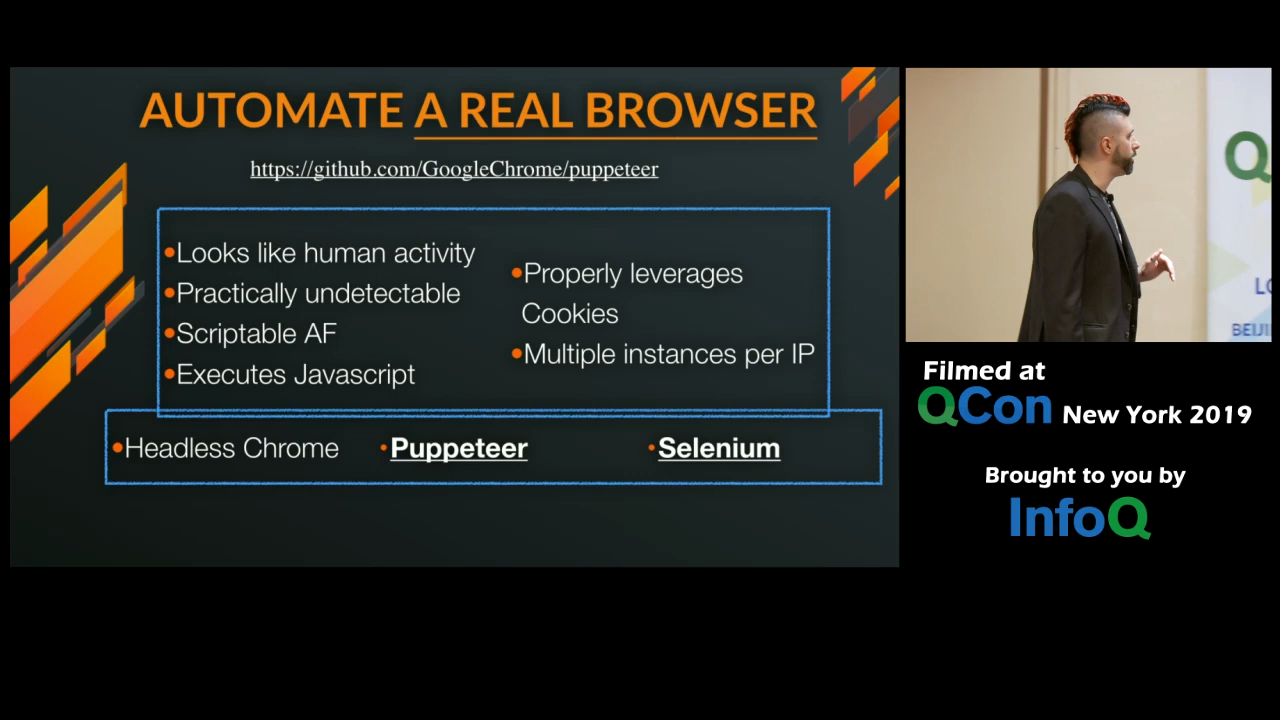 AUTOMATE A REAL BROWSER
https://github.com/GoogleChrome/puppeteer
•Looks like human activity
•Practically undetectable
•Scriptable AF
•Executes Javascript
•Properly leverages
Cookies
•Multiple instances per IP
•Headless Chrome
•Puppeteer
•Selenium
Q
Filmed at
QCon New York 2019
Brought to you by
InfoQ